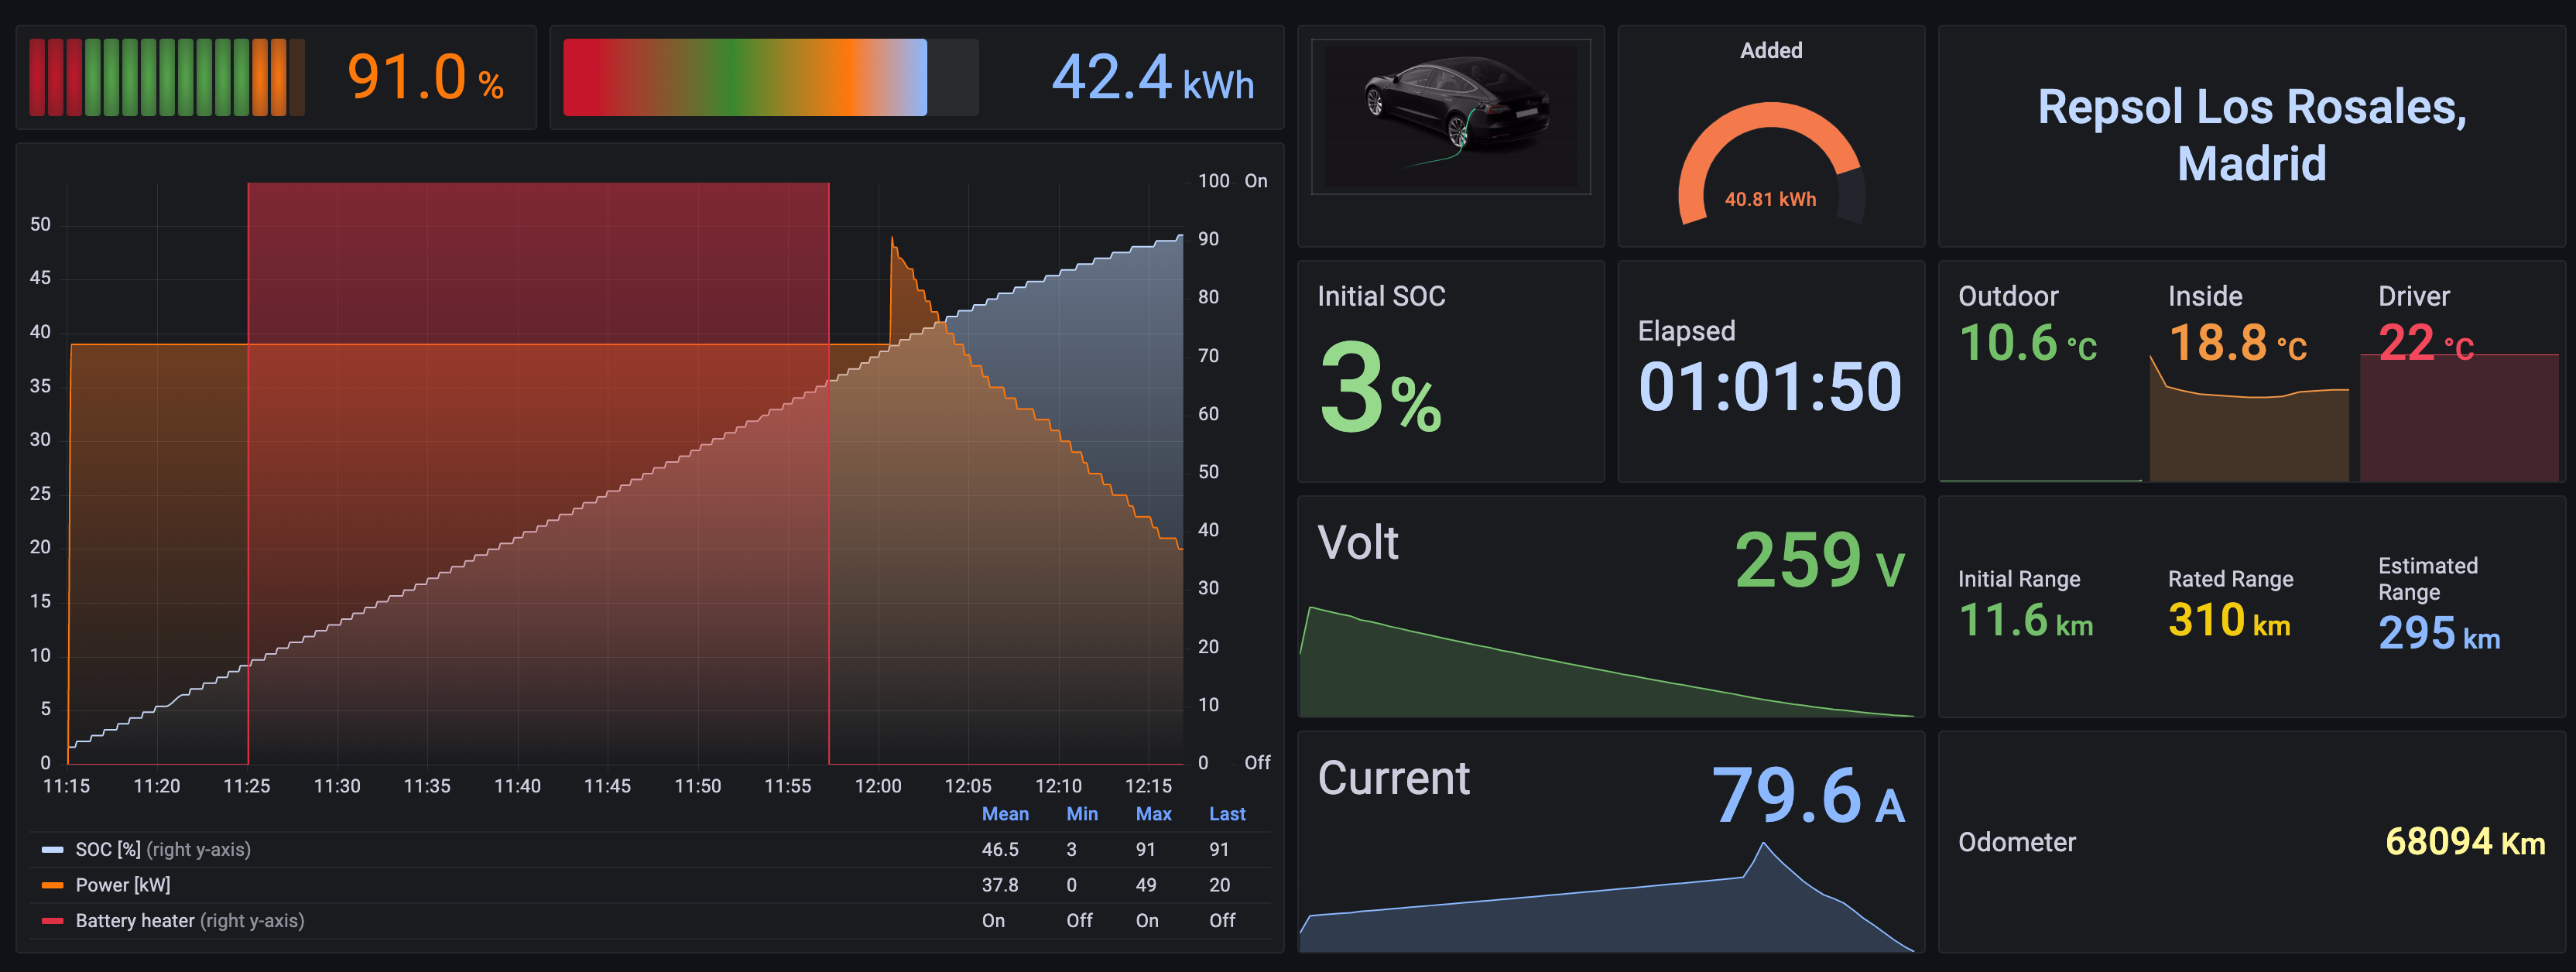 91.0 %
42.4 kWh
Added
40.81 kWh
Repsol Los Rosales,
Madrid
100 On
50
90
45
80
40
70
35
60
30
50
25
40
20
30
15
20
10
10
5
0
0 Off
11:15 11:20 11:25 11:30 11:35 11:40 11:45 11:50 11:55 12:00 12:05 12:10 12:15
Mean Min Max Last
SOC [%] (right y-axis) 46.5 3 91 91
Power [kW] 37.8 0 49 20
Battery heater (right y-axis) On Off On Off
Initial SOC
3%
Elapsed
01:01:50
Outdoor
10.6 °C
Inside
18.8 °C
Driver
22 °C
Volt
259 V
Initial Range
11.6 km
Rated Range
310 km
Estimated
Range
295 km
Current
79.6 A
Odometer
68094 Km